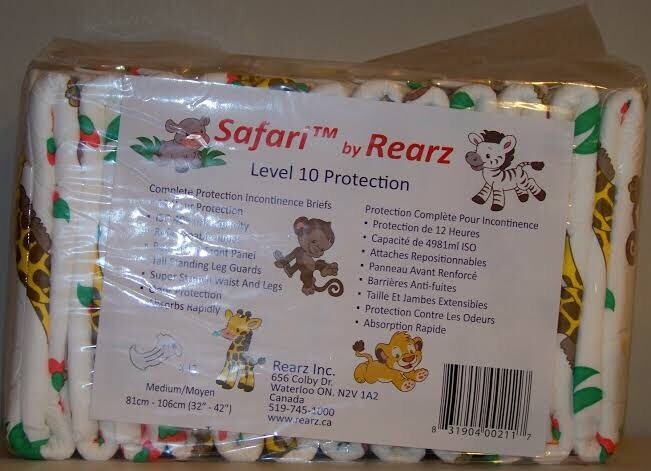 Safari™ by Rearz
Level 10 Protection
Complete Protection Incontinence Briefs
Protection
Front Panel
Tall Standing Leg Guards
• Super Stretch Waist And Legs
Protection
Absorbs Rapidly
Protection Complète Pour Incontinence
• Protection de 12 Heures
• Capacité de 4981ml ISO
• Attaches Repositionnables
• Panneau Avant Renforcé
• Barrières Anti-fuites
• Taille Et Jambes Extensibles
• Protection Contre Les Odeurs
• Absorption Rapide
Medium/Moyen
81cm - 106cm (32" - 42")
Rearz Inc.
656 Colby Dr.
Waterloo ON. N2V 1A2
Canada
519-745-1000
www.rearz.ca
8 31904 00211 7